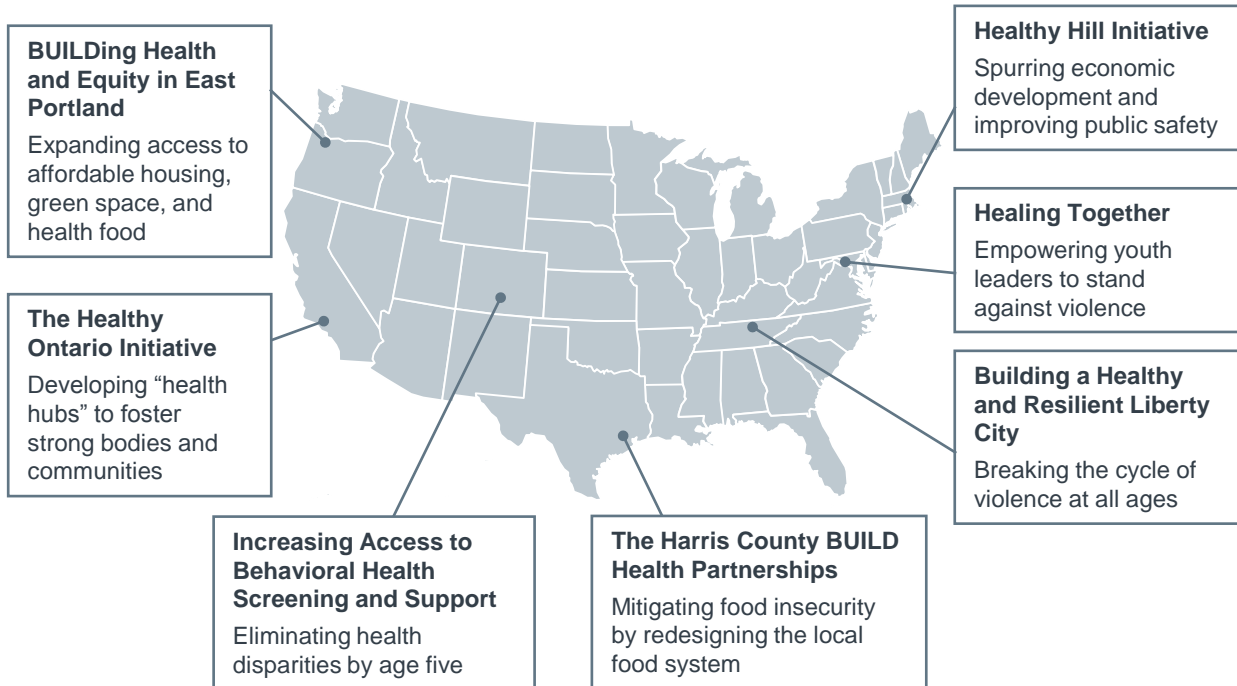 BUILDing Health
and Equity in East
Portland
Expanding access to
affordable housing,
green space, and
health food
The Healthy
Ontario Initiative
Developing “health
hubs” to foster
strong bodies and
communities
Increasing Access to
Behavioral Health
Screening and Support
Eliminating health
disparities by age five
The Harris County BUILD
Health Partnerships
Mitigating food insecurity
by redesigning the local
food system
Healthy Hill Initiative
Spurring economic
development and
improving public safety
Healing Together
Empowering youth
leaders to stand
against violence
Building a Healthy
and Resilient Liberty
City
Breaking the cycle of
violence at all ages